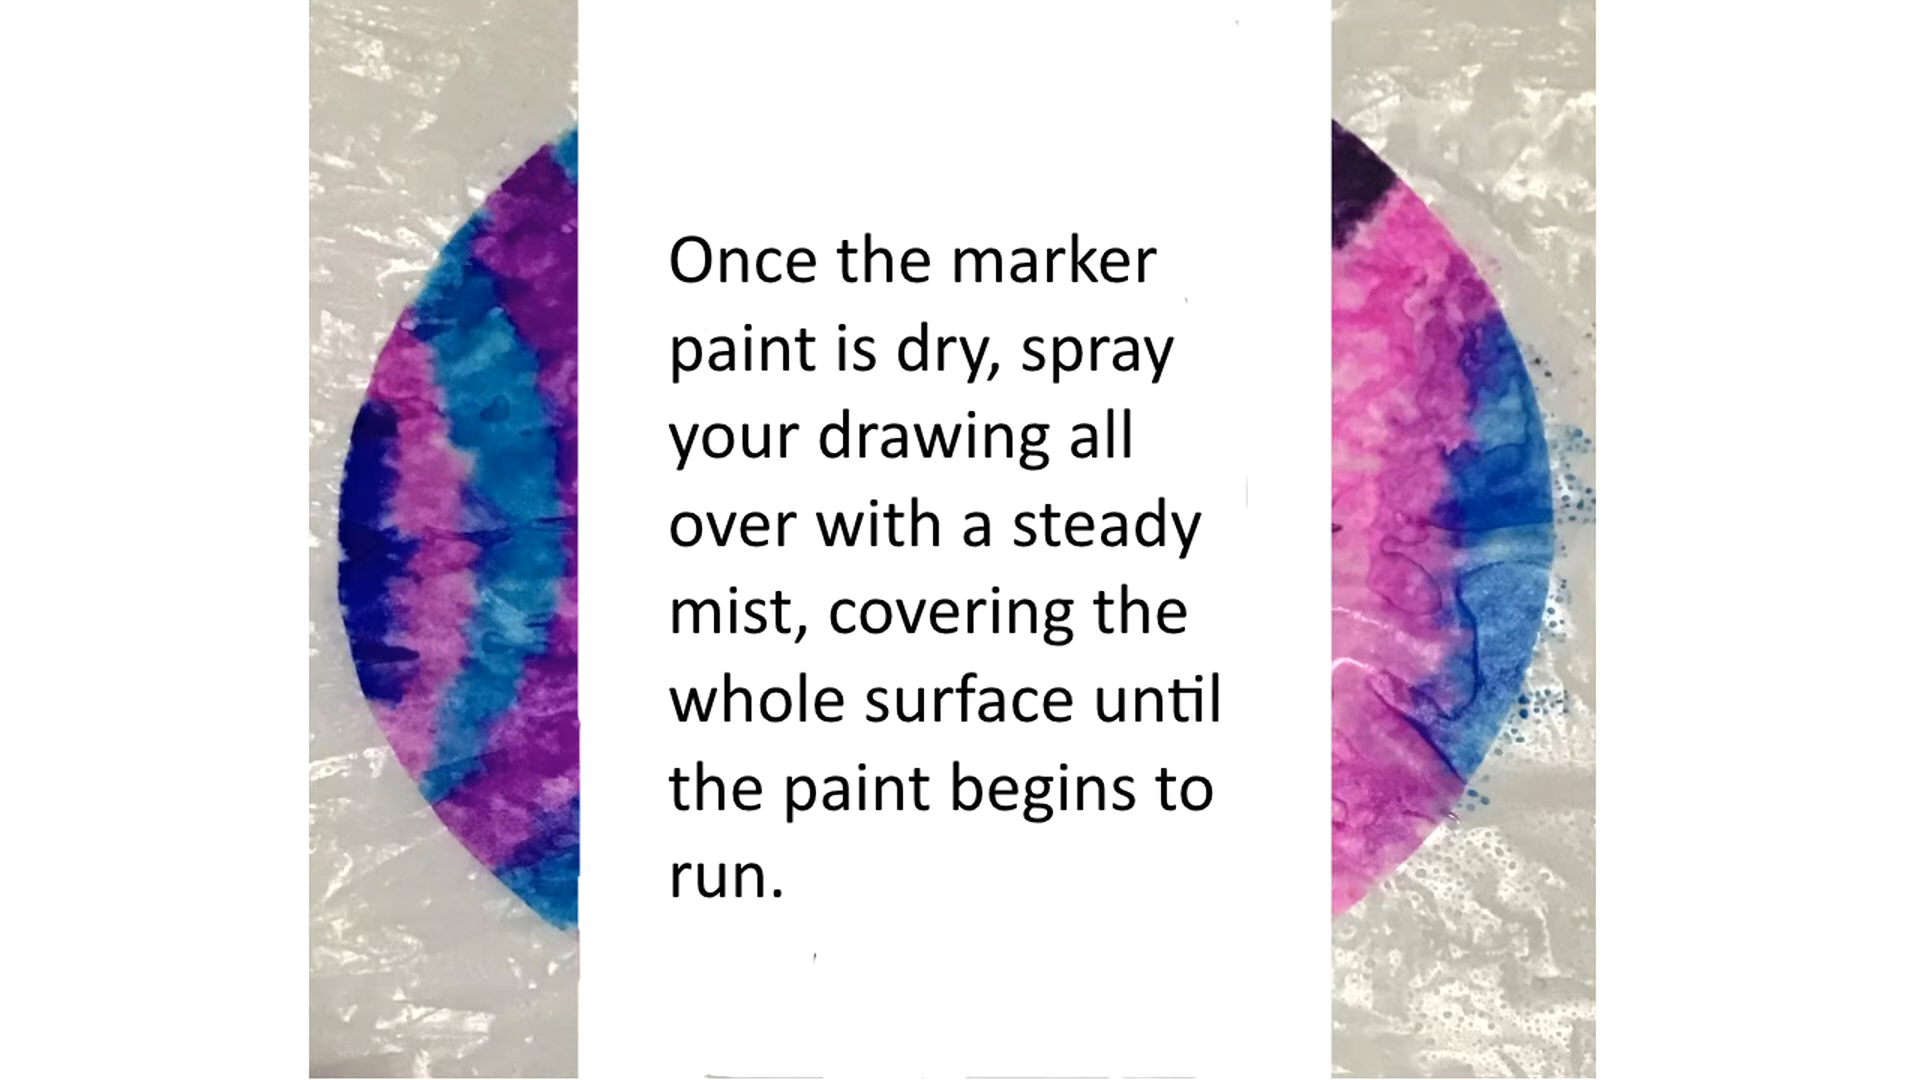 Once the marker
paint is dry, spray
your drawing all
over with a steady
mist, covering the
whole surface until
the paint begins to
run.